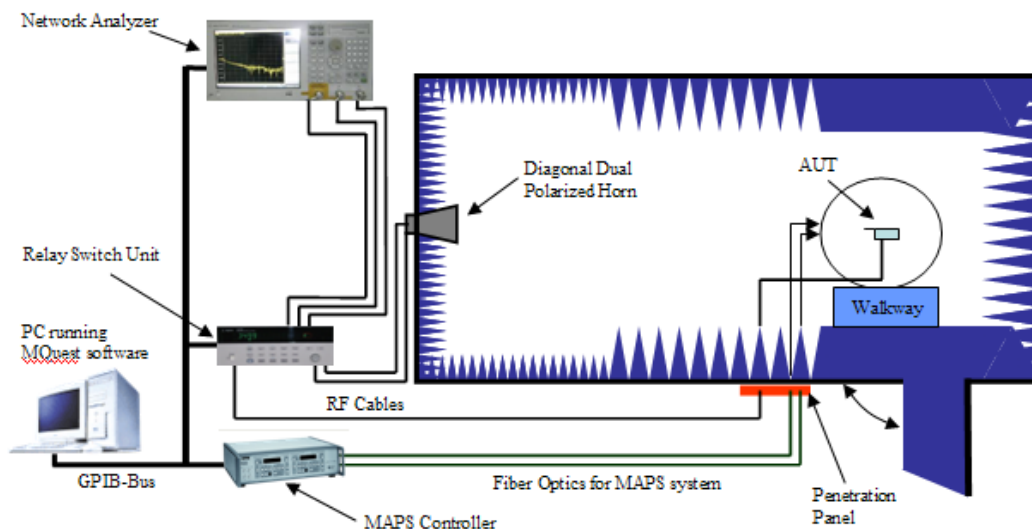 Network Analyzer
Diagonal Dual
Polarized Horn
AUT
Relay Switch Unit
Walkway
PC running
MQuest software
RF Cables
GPIB-Bus
Fiber Optics for MAPS system
Penetration
Panel
MAPS Controller